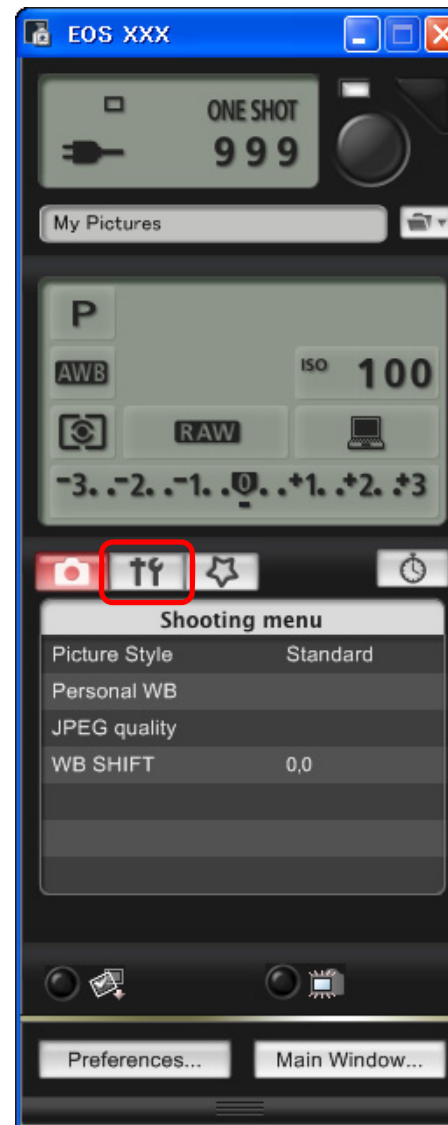 EOS XXX
ONE SHOT
999
My Pictures
P
AWB
ISO 100
RAW
-3. .-2. .-1. .0. .+1. .+2. .+3
Shooting menu
Picture Style Standard
Personal WB
JPEG quality
WB SHIFT 0,0
Preferences... Main Window...